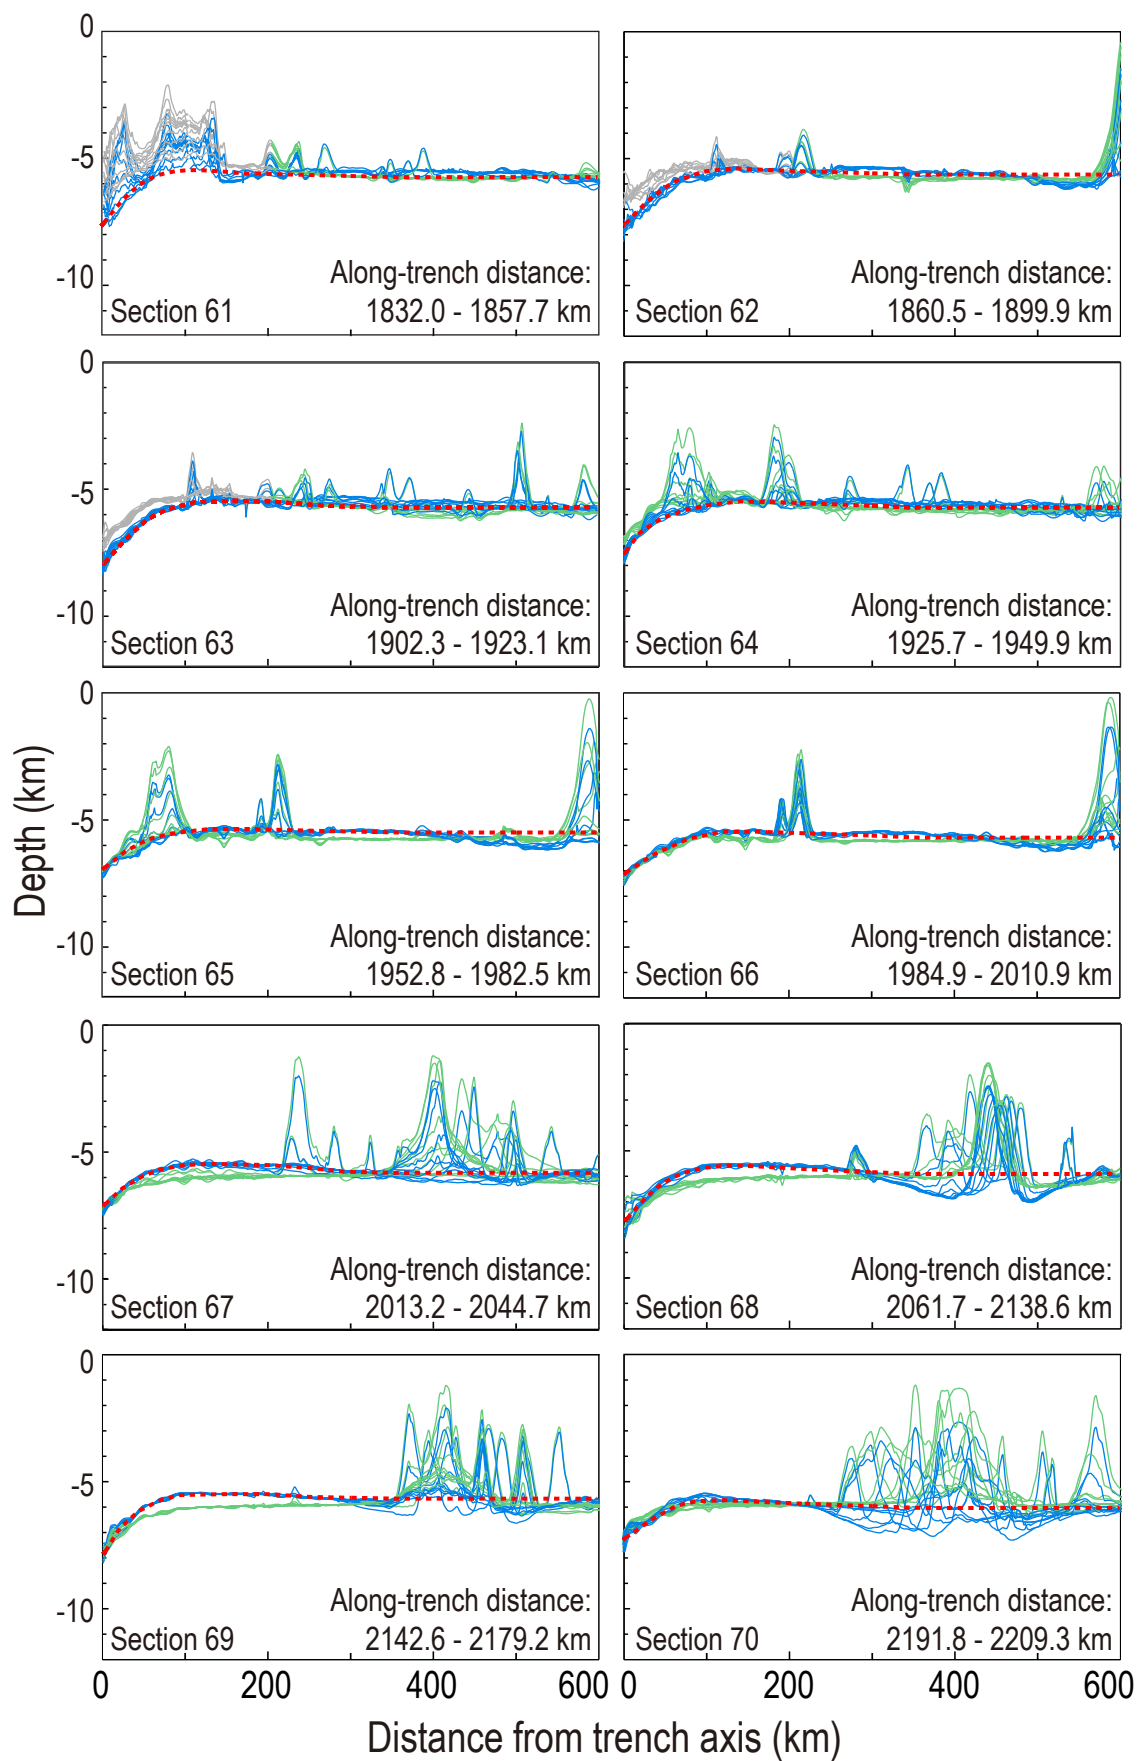 0
-5
-10
Along-trench distance:
Section 61 1832.0 - 1857.7 km
Along-trench distance:
Section 62 1860.5 - 1899.9 km
0
-5
-10
Along-trench distance:
Section 63 1902.3 - 1923.1 km
Along-trench distance:
Section 64 1925.7 - 1949.9 km
Depth (km)
0
-5
-10
Along-trench distance:
Section 65 1952.8 - 1982.5 km
Along-trench distance:
Section 66 1984.9 - 2010.9 km
0
-5
-10
Along-trench distance:
Section 67 2013.2 - 2044.7 km
Along-trench distance:
Section 68 2061.7 - 2138.6 km
0
-5
-10
Along-trench distance:
Section 69 2142.6 - 2179.2 km
Along-trench distance:
Section 70 2191.8 - 2209.3 km
0 200 400 600 0 200 400 600
Distance from trench axis (km)